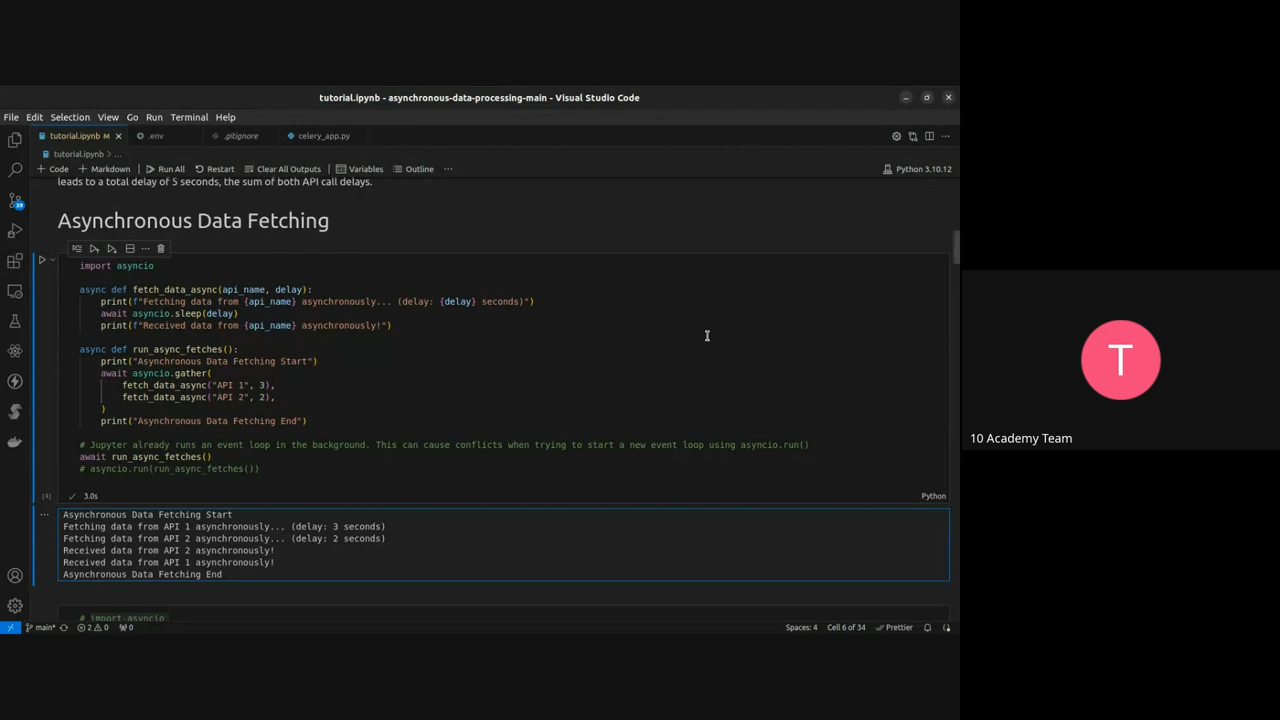 tutorial.ipynb - asynchronous-data-processing-main - Visual Studio Code
File Edit Selection View Go Run Terminal Help
tutorial.ipynb M .env .gitignore celery_app.py
tutorial.ipynb > ...
+ Code + Markdown Run All Restart Clear All Outputs Variables Outline ... Python 3.10.12
leads to a total delay of 5 seconds, the sum of both API call delays.
Asynchronous Data Fetching
import asyncio
async def fetch_data_async(api_name, delay):
print(f"Fetching data from {api_name} asynchronously... (delay: {delay} seconds)")
await asyncio.sleep(delay)
print(f"Received data from {api_name} asynchronously!")
async def run_async_fetches():
print("Asynchronous Data Fetching Start")
await asyncio.gather(
fetch_data_async("API 1", 3),
fetch_data_async("API 2", 2),
)
print("Asynchronous Data Fetching End")
# Jupyter already runs an event loop in the background. This can cause conflicts when trying to start a new event loop using asyncio.run()
await run_async_fetches()
# asyncio.run(run_async_fetches())
[4] 3.0s Python
Asynchronous Data Fetching Start
Fetching data from API 1 asynchronously... (delay: 3 seconds)
Fetching data from API 2 asynchronously... (delay: 2 seconds)
Received data from API 2 asynchronously!
Received data from API 1 asynchronously!
Asynchronous Data Fetching End
# import asyncio
main* 2 0 0 Spaces: 4 Cell 6 of 34 Prettier
T
10 Academy Team